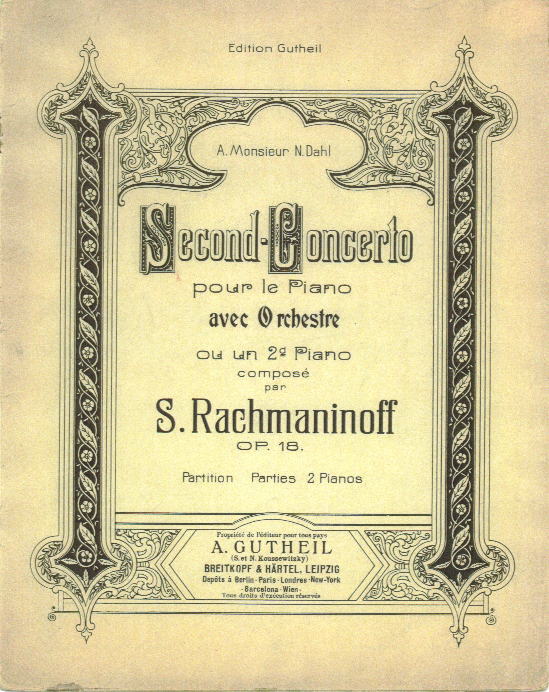 Edition Gutheil
A. Monsieur N. Dahl
Second-Concerto
pour le Piano
avec Orchestre
ou un 2d Piano
composé
par
S. Rachmaninoff
OP. 18.
Partition Parties 2 Pianos
Propriété de l'éditeur pour tous pays
A. GUTHEIL
(S. et N. Koussewitzky)
BREITKOPF & HÄRTEL, LEIPZIG
Depôts à Berlin-Paris-Londres-New-York
-Barcelona-Wien-
Tous droits d'exécution réservés